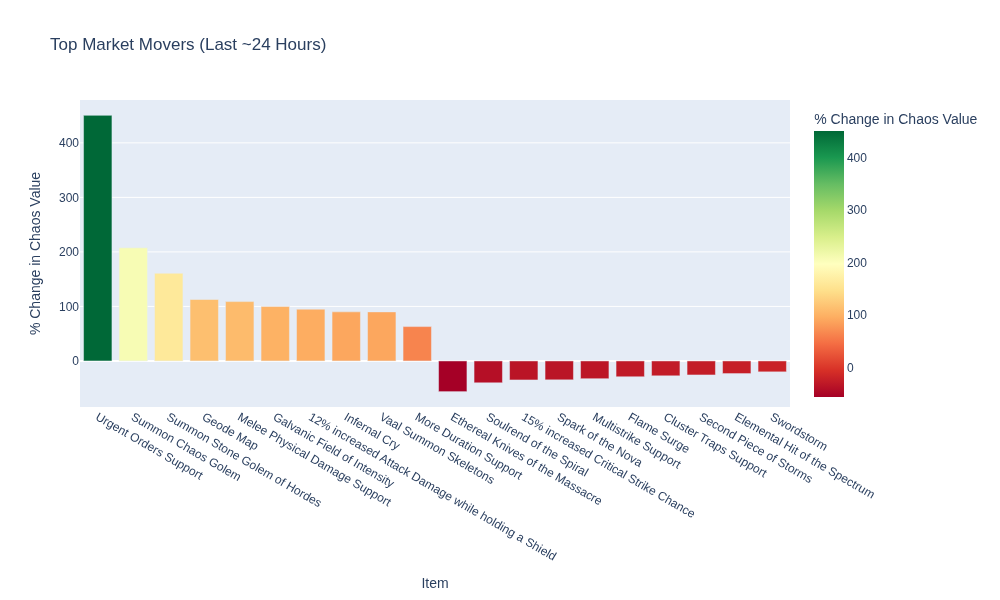 Top Market Movers (Last ~24 Hours)
% Change in Chaos Value
400
300
200
100
0
Urgent Orders Support
Summon Chaos Golem
Summon Stone Golem of Hordes
Geode Map
Melee Physical Damage Support
Galvanic Field of Intensity
12% increased Attack Damage while holding a Shield
Infernal Cry
Vaal Summon Skeletons
More Duration Support
Ethereal Knives of the Massacre
Soulrend of the Spiral
15% increased Critical Strike Chance
Spark of the Nova
Multistrike Support
Flame Surge
Cluster Traps Support
Second Piece of Storms
Elemental Hit of the Spectrum
Swordstorm
Item
% Change in Chaos Value
400
300
200
100
0